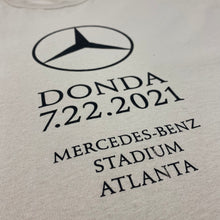 DONDA
7.22.2021
MERCEDES-BENZ
STADIUM
ATLANTA